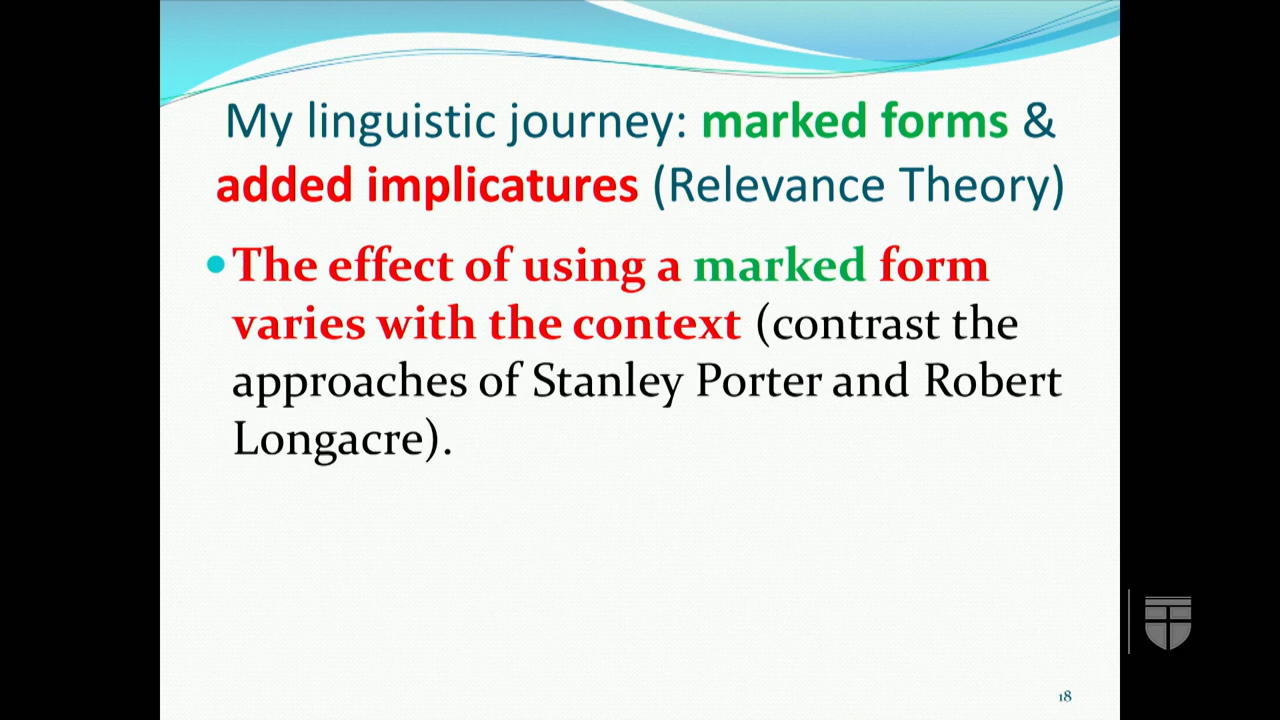 My linguistic journey: marked forms &
added implicatures (Relevance Theory)
• The effect of using a marked form
varies with the context (contrast the
approaches of Stanley Porter and Robert
Longacre).
18